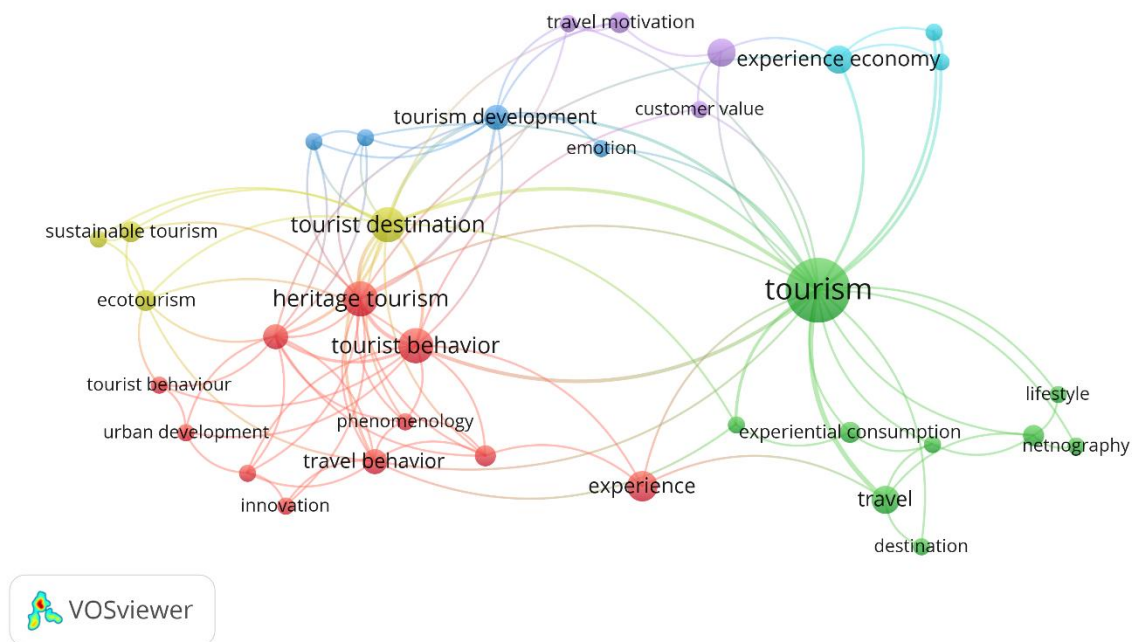 travel motivation
experience economy
customer value
tourism development
emotion
tourist destination
sustainable tourism
tourism
ecotourism
heritage tourism
tourist behavior
tourist behaviour
lifestyle
phenomenology
urban development
experiential consumption
netnography
travel behavior
experience
travel
innovation
destination
VOSviewer